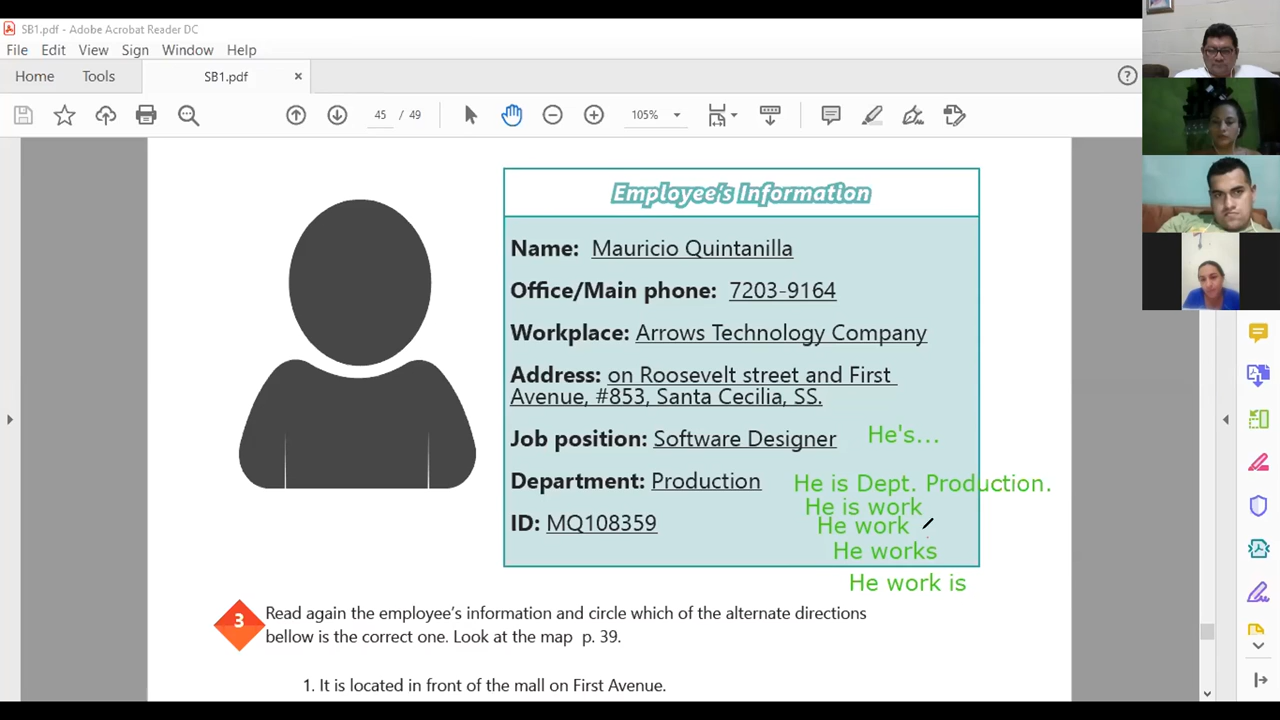 SB1.pdf - Adobe Acrobat Reader DC
File Edit View Sign Window Help
Home Tools SB1.pdf ×
45 / 49 105%
Employee's Information
Name: Mauricio Quintanilla
Office/Main phone: 7203-9164
Workplace: Arrows Technology Company
Address: on Roosevelt street and First
Avenue, #853, Santa Cecilia, SS.
Job position: Software Designer He's...
Department: Production He is Dept. Production.
He is work
ID: MQ108359 He work
He works
He work is
3 Read again the employee's information and circle which of the alternate directions
bellow is the correct one. Look at the map p. 39.
1. It is located in front of the mall on First Avenue.